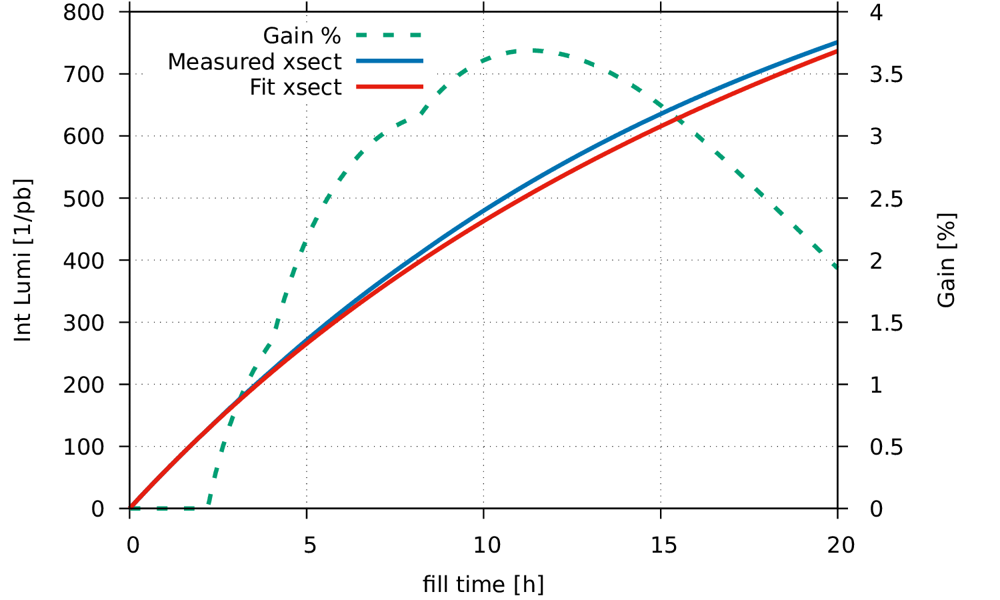 800
700
600
500
400
300
200
100
0
Int Lumi [1/pb]
Gain %
Measured xsect
Fit xsect
4
3.5
3
2.5
2
1.5
1
0.5
0
Gain [%]
0 5 10 15 20
fill time [h]